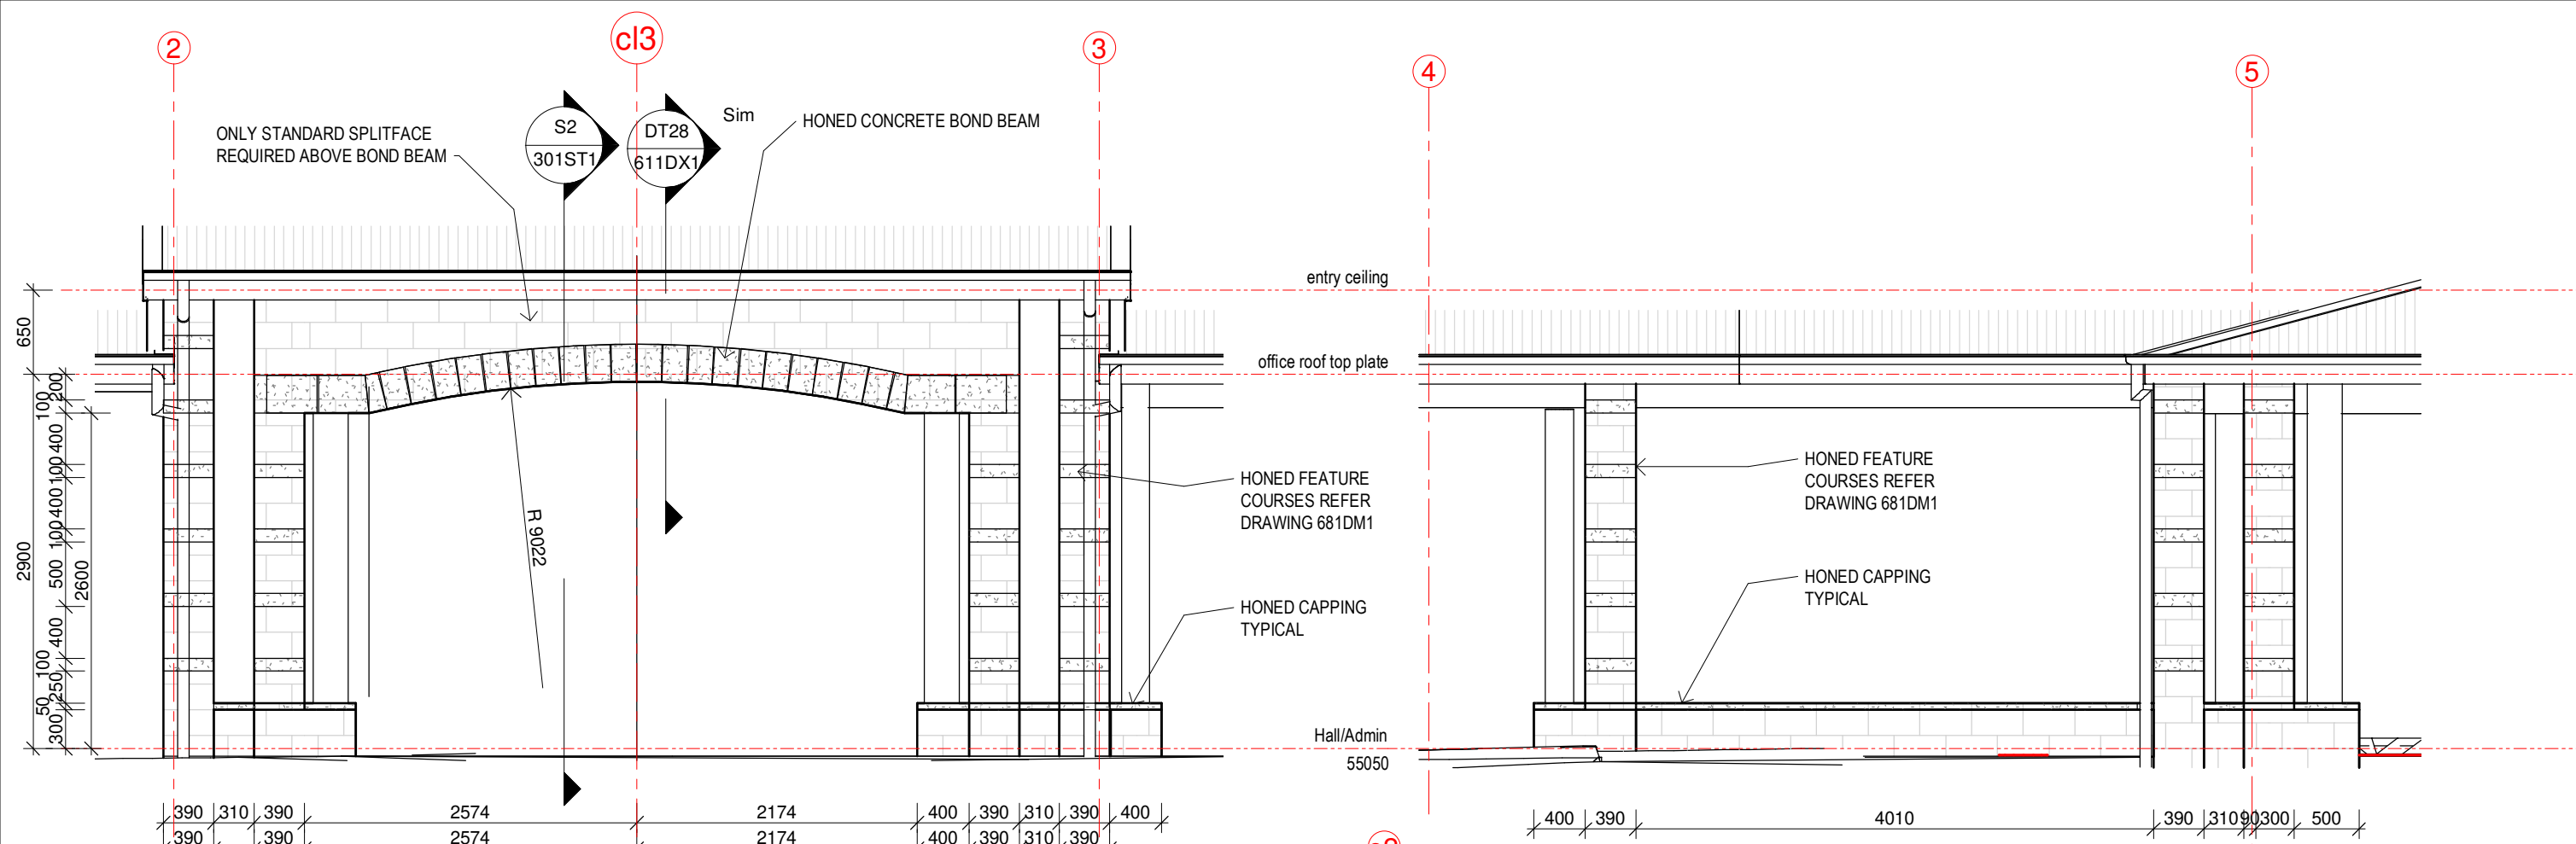 2
cl3
3
4
5
S2
301ST1
DT28
611DX1
Sim
HONED CONCRETE BOND BEAM
ONLY STANDARD SPLITFACE
REQUIRED ABOVE BOND BEAM
entry ceiling
office roof top plate
HONED FEATURE
COURSES REFER
DRAWING 681DM1
HONED FEATURE
COURSES REFER
DRAWING 681DM1
HONED CAPPING
TYPICAL
HONED CAPPING
TYPICAL
R 9022
Hall/Admin
55050
650
2900
200
100
400
100
400
100
500
400
100
250
50
300
2600
390 310 390 2574 2174 400 390 310 390 400
390 390 2574 2174 400 390 310 390
400 390 4010 390 310 90 300 500